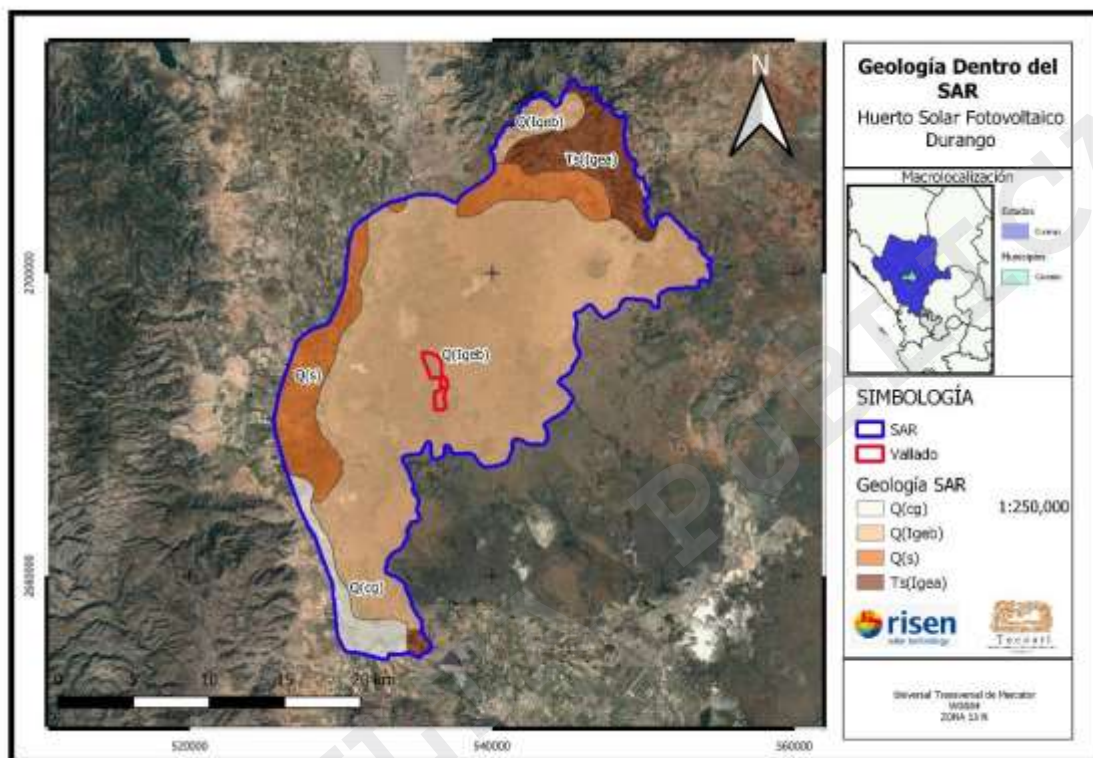 Geología Dentro del
SAR
Huerto Solar Fotovoltaico
Durango
Macrolocalización
Estados
Municipios
SIMBOLOGÍA
SAR
Vallado
Geología SAR
1:250,000
Q(cg)
Q(Igeb)
Q(s)
Ts(Igea)
risen
solar technology
Universal Transversal de Mercator
WGS84
ZONA 13 N
N
Q(Igeb)
Ts(Igea)
Q(Igeb)
Q(s)
Q(cg)
0 5 10 15 20 km
2700000
2680000
520000
540000
560000